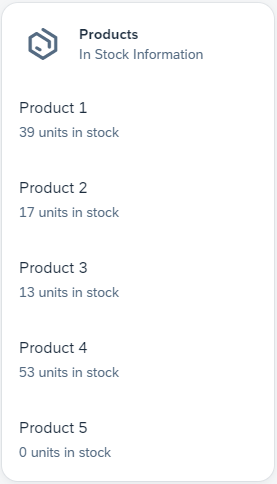 Products
In Stock Information
Product 1
39 units in stock
Product 2
17 units in stock
Product 3
13 units in stock
Product 4
53 units in stock
Product 5
0 units in stock